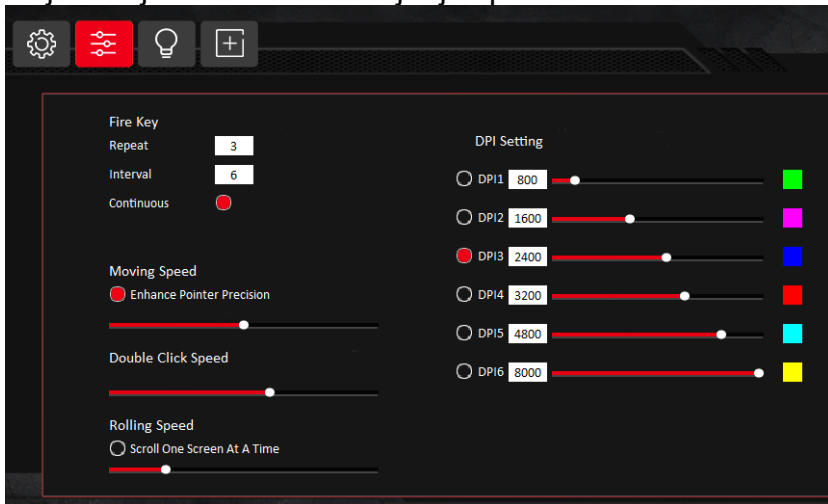 Fire Key
Repeat 3
Interval 6
Continuous
Moving Speed
Enhance Pointer Precision
Double Click Speed
Rolling Speed
Scroll One Screen At A Time
DPI Setting
DPI1 800
DPI2 1600
DPI3 2400
DPI4 3200
DPI5 4800
DPI6 8000